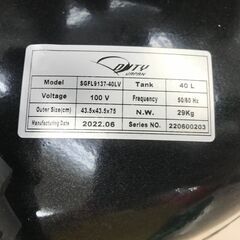 DUTY
JAPAN
Model SGFL9137-40LV Tank 40 L
Voltage 100 V Frequency 50/60 Hz
Outer Size(cm) 43.5x43.5x75 N.W. 29Kg
Manufacturing Date 2022.06 Series NO. 220600203